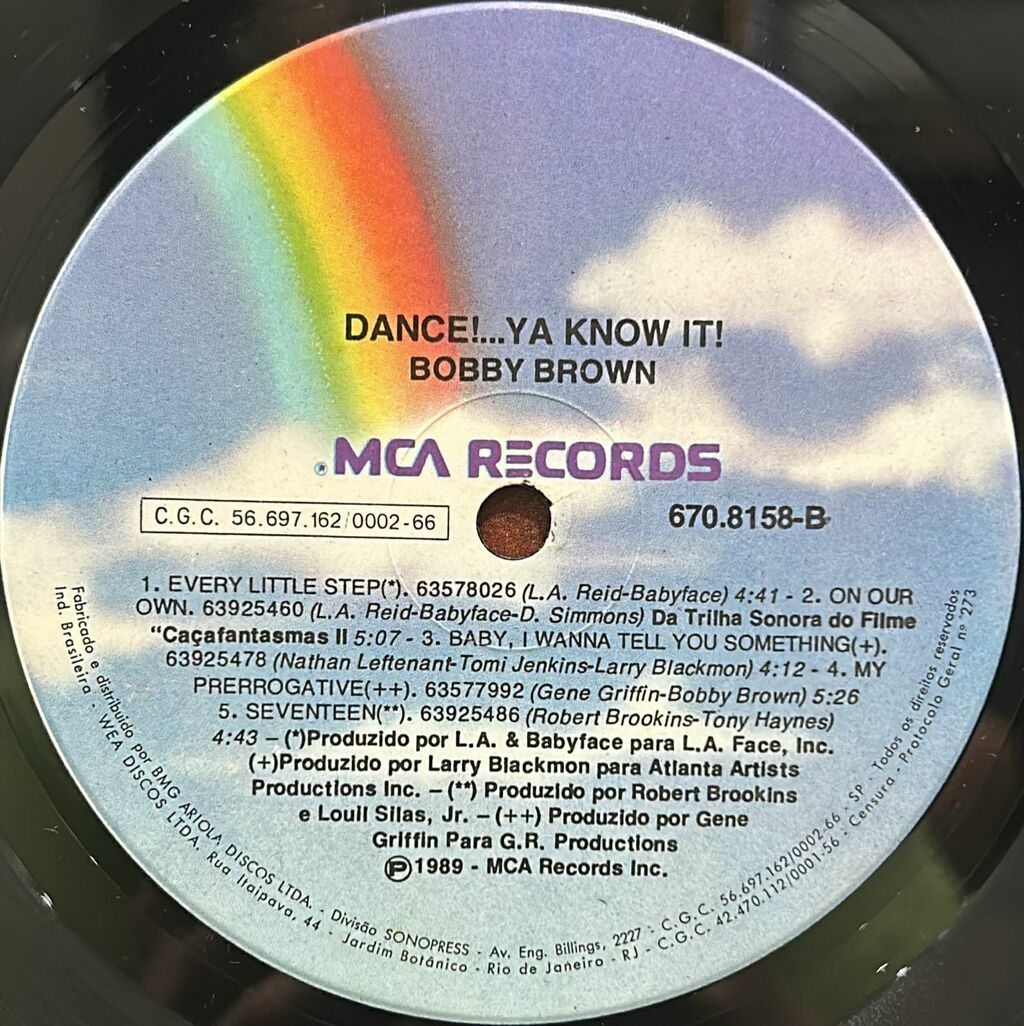 DANCE!...YA KNOW IT!
BOBBY BROWN
MCA RECORDS
C.G.C. 56.697.162/0002-66
670.8158-B
1. EVERY LITTLE STEP(*). 63578026 (L.A. Reid-Babyface) 4:41 - 2. ON OUR
OWN. 63925460 (L.A. Reid-Babyface-D. Simmons) Da Trilha Sonora do Filme
"Caçafantasmas II 5:07 - 3. BABY, I WANNA TELL YOU SOMETHING(+).
63925478 (Nathan Leftenant-Tomi Jenkins-Larry Blackmon) 4:12 - 4. MY
PRERROGATIVE(++). 63577992 (Gene Griffin-Bobby Brown) 5:26
5. SEVENTEEN(**). 63925486 (Robert Brookins-Tony Haynes)
4:43 – (*)Produzido por L.A. & Babyface para L.A. Face, Inc.
(+)Produzido por Larry Blackmon para Atlanta Artists
Productions Inc. – (**) Produzido por Robert Brookins
e Louil Silas, Jr. – (++) Produzido por Gene
Griffin Para G.R. Productions
℗1989 - MCA Records Inc.
Fabricado e distribuído por BMG ARIOLA DISCOS LTDA. - Divisão SONOPRESS - Av. Eng. Billings, 2227 - C.G.C. 56.697.162/0002-66 - SP - Todos os direitos reservados
Ind. Brasileira - WEA DISCOS LTDA. Rua Itaipava, 44 - Jardim Botânico - Rio de Janeiro - RJ - C.G.C. 42.470.112/0001-56 - Censura - Protocolo Geral nº 273